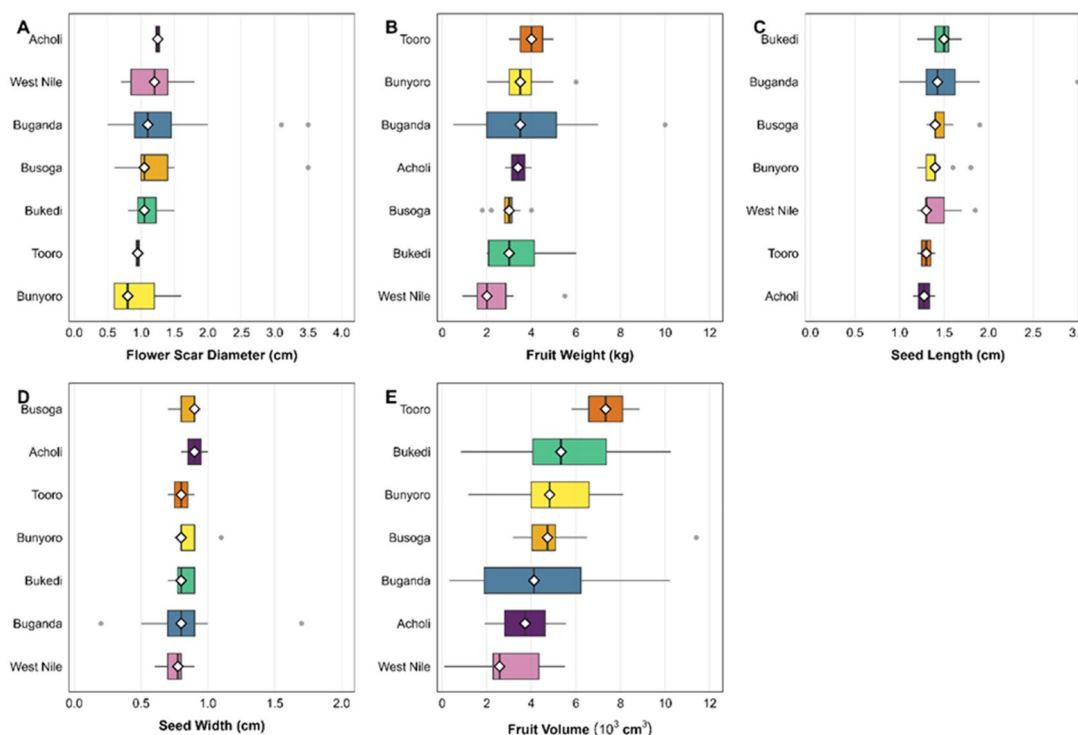 A
Acholi
West Nile
Buganda
Busoga
Bukedi
Tooro
Bunyoro
0.0 0.5 1.0 1.5 2.0 2.5 3.0 3.5 4.0
Flower Scar Diameter (cm)
B
Tooro
Bunyoro
Buganda
Acholi
Busoga
Bukedi
West Nile
0 2 4 6 8 10 12
Fruit Weight (kg)
C
Bukedi
Buganda
Busoga
Bunyoro
West Nile
Tooro
Acholi
0.0 0.5 1.0 1.5 2.0
Seed Length (cm)
D
Busoga
Acholi
Tooro
Bunyoro
Bukedi
Buganda
West Nile
0.0 0.5 1.0 1.5 2.0
Seed Width (cm)
E
Tooro
Bukedi
Bunyoro
Busoga
Buganda
Acholi
West Nile
0 2 4 6 8 10 12
Fruit Volume (10³ cm³)